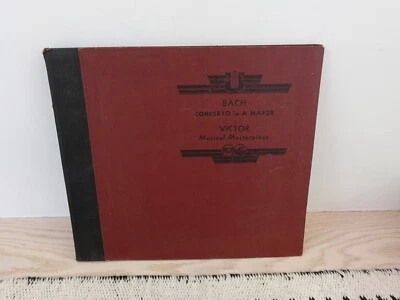 BACH
CONCERTO in A MAJOR
VICTOR
Musical Masterpiece